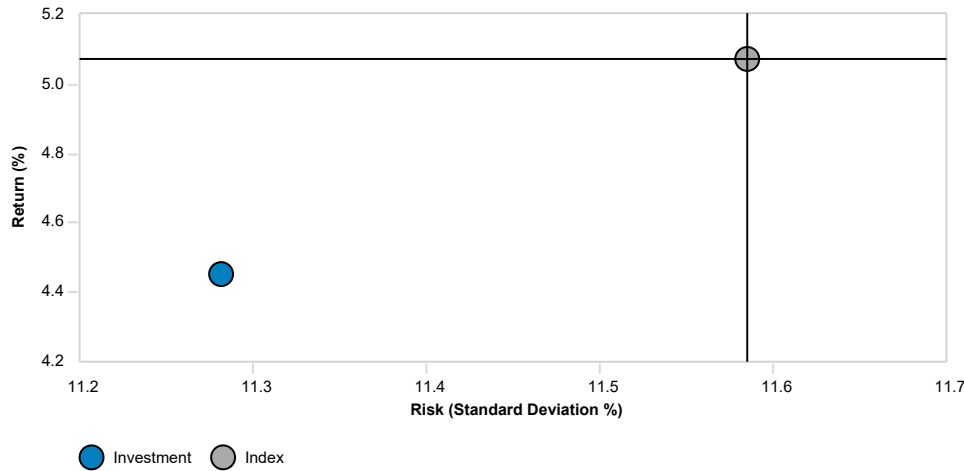 5.2
5.0
4.8
4.6
4.4
4.2
Return (%)
11.2 11.3 11.4 11.5 11.6 11.7
Risk (Standard Deviation %)
Investment Index